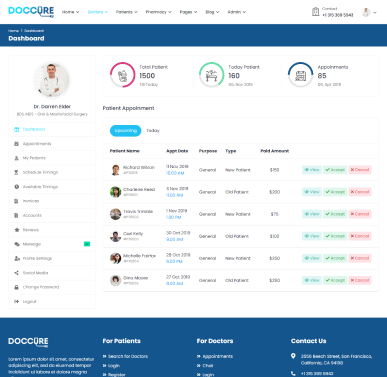 DOCCURE
Home Doctors Patients Pharmacy Pages Blog Admin
Contact
+1 315 369 5943
Home / Dashboard
Dashboard
Dr. Darren Elder
BDS, MDS - Oral & Maxillofacial Surgery
Dashboard
Appointments
My Patients
Schedule Timings
Available Timings
Invoices
Accounts
Reviews
Message
Profile Settings
Social Media
Change Password
Logout
Total Patient
1500
Till Today
Today Patient
160
06, Nov 2019
Appointments
85
06, Apr 2019
Patient Appoinment
Upcoming Today
Patient Name Appt Date Purpose Type Paid Amount
Richard Wilson 11 Nov 2019 General New Patient $150 View Accept Cancel
10.00 AM
Charlene Reed 3 Nov 2019 General Old Patient $200 View Accept Cancel
11.00 AM
Travis Trimble 1 Nov 2019 General New Patient $75 View Accept Cancel
1.00 PM
Carl Kelly 30 Oct 2019 General Old Patient $100 View Accept Cancel
9.00 AM
Michelle Fairfax 28 Oct 2019 General New Patient $350 View Accept Cancel
6.00 PM
Gina Moore 27 Oct 2019 General Old Patient $250 View Accept Cancel
8.00 AM
DOCCURE
Lorem ipsum dolor sit amet, consectetur
adipiscing elit, sed do eiusmod tempor
incididunt ut labore et dolore magna
For Patients
Search for Doctors
Login
Register
For Doctors
Appointments
Chat
Login
Contact Us
3556 Beech Street, San Francisco,
California, CA 94108
+1 315 369 5943